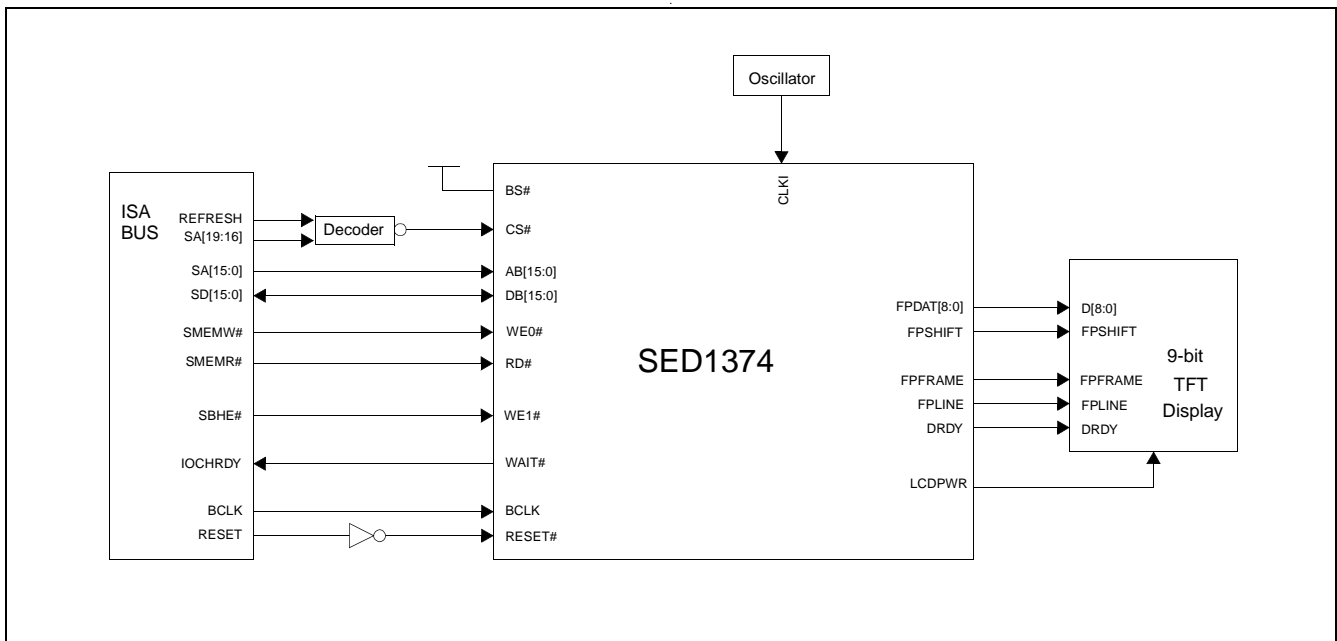 Oscillator
CLKI
ISA
BUS
REFRESH
SA[19:16]
Decoder
BS#
CS#
SA[15:0]
AB[15:0]
SD[15:0]
DB[15:0]
SMEMW#
WE0#
SMEMR#
RD#
SBHE#
WE1#
IOCHRDY
WAIT#
BCLK
BCLK
RESET
RESET#
SED1374
FPDAT[8:0]
FPSHIFT
FPFRAME
FPLINE
DRDY
LCDPWR
D[8:0]
FPSHIFT
FPFRAME
FPLINE
DRDY
9-bit
TFT
Display